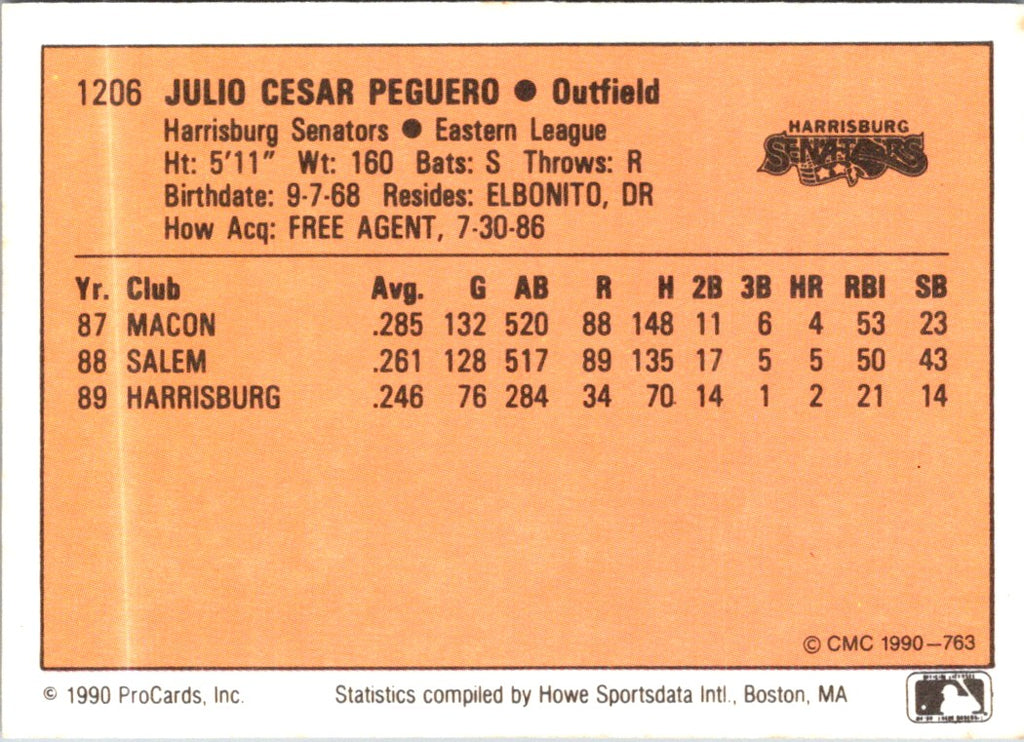 1206 JULIO CESAR PEGUERO ● Outfield
Harrisburg Senators ● Eastern League
Ht: 5'11" Wt: 160 Bats: S Throws: R
Birthdate: 9-7-68 Resides: ELBONITO, DR
How Acq: FREE AGENT, 7-30-86
HARRISBURG
SENATORS
Yr. Club Avg. G AB R H 2B 3B HR RBI SB
87 MACON .285 132 520 88 148 11 6 4 53 23
88 SALEM .261 128 517 89 135 17 5 5 50 43
89 HARRISBURG .246 76 284 34 70 14 1 2 21 14
© CMC 1990—763
© 1990 ProCards, Inc. Statistics compiled by Howe Sportsdata Intl., Boston, MA